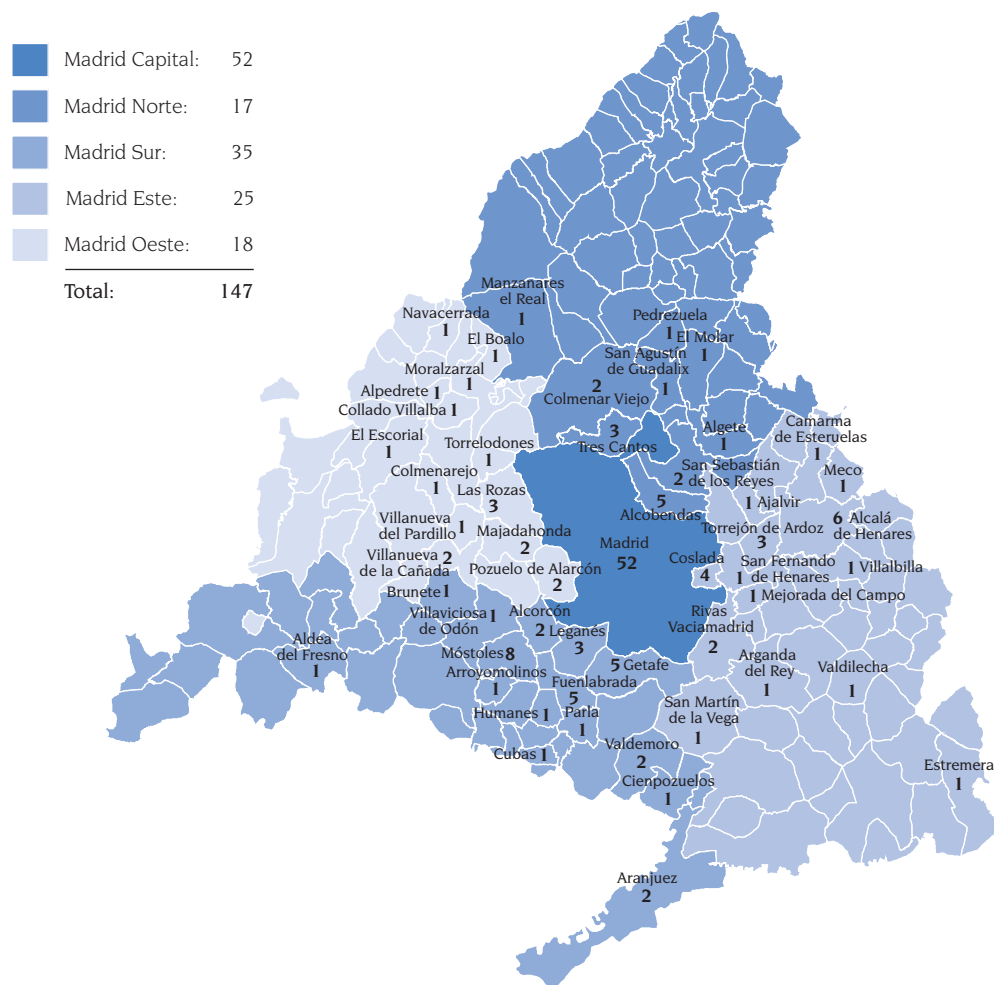 Madrid Capital: 52
Madrid Norte: 17
Madrid Sur: 35
Madrid Este: 25
Madrid Oeste: 18
Total: 147
Manzanares
el Real
1
Navacerrada
1
El Boalo
1
Pedrezuela
1
El Molar
1
San Agustín
de Guadalix
1
Moralzarzal
1
Alpedrete 1
Collado Villalba 1
2
Colmenar Viejo
3
Tres Cantos
Algete
1
Camarma
de Esteruelas
1
El Escorial
1
Torrelodones
1
Colmenarejo
1
Las Rozas
3
San Sebastián
2 de los Reyes
Meco
1
1 Ajalvir
5
Alcobendas
Villanueva
del Pardillo 1
Majadahonda
2
Torrejón de Ardoz
3
6 Alcalá
de Henares
Madrid
52
Villanueva
de la Cañada
2
Pozuelo de Alarcón
2
Coslada
4
San Fernando
1 de Henares
1 Villalbilla
Brunete 1
1 Mejorada del Campo
Villaviciosa
de Odón 1
Alcorcón
2
Leganés
3
Rivas
Vaciamadrid
2
Aldea
del Fresno
1
Móstoles 8
5 Getafe
Arganda
del Rey
1
Valdilecha
1
Arroyomolinos
1
Fuenlabrada
5
Humanes 1
Parla
1
San Martín
de la Vega
1
Cubas 1
Valdemoro
2
Cienpozuelos
1
Estremera
1
Aranjuez
2